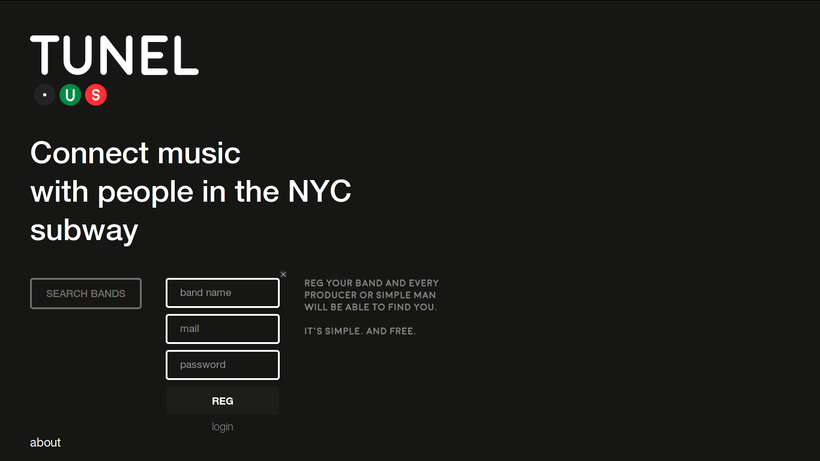 TUNEL
• U S
Connect music
with people in the NYC
subway
SEARCH BANDS
×
band name
mail
password
REG
login
REG YOUR BAND AND EVERY
PRODUCER OR SIMPLE MAN
WILL BE ABLE TO FIND YOU.
IT'S SIMPLE. AND FREE.
about